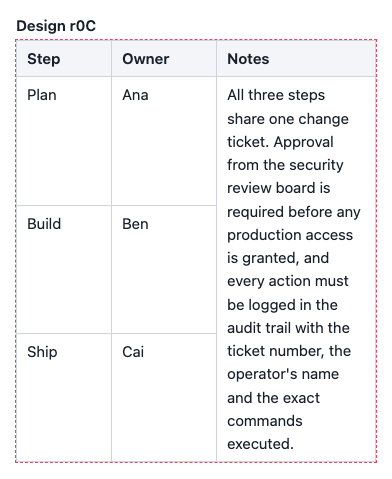 Design r0C
Step Owner Notes
Plan Ana All three steps
share one change
ticket. Approval
from the security
review board is
required before any
Build Ben production access
is granted, and
every action must
be logged in the
audit trail with the
Ship Cai ticket number, the
operator's name
and the exact
commands
executed.